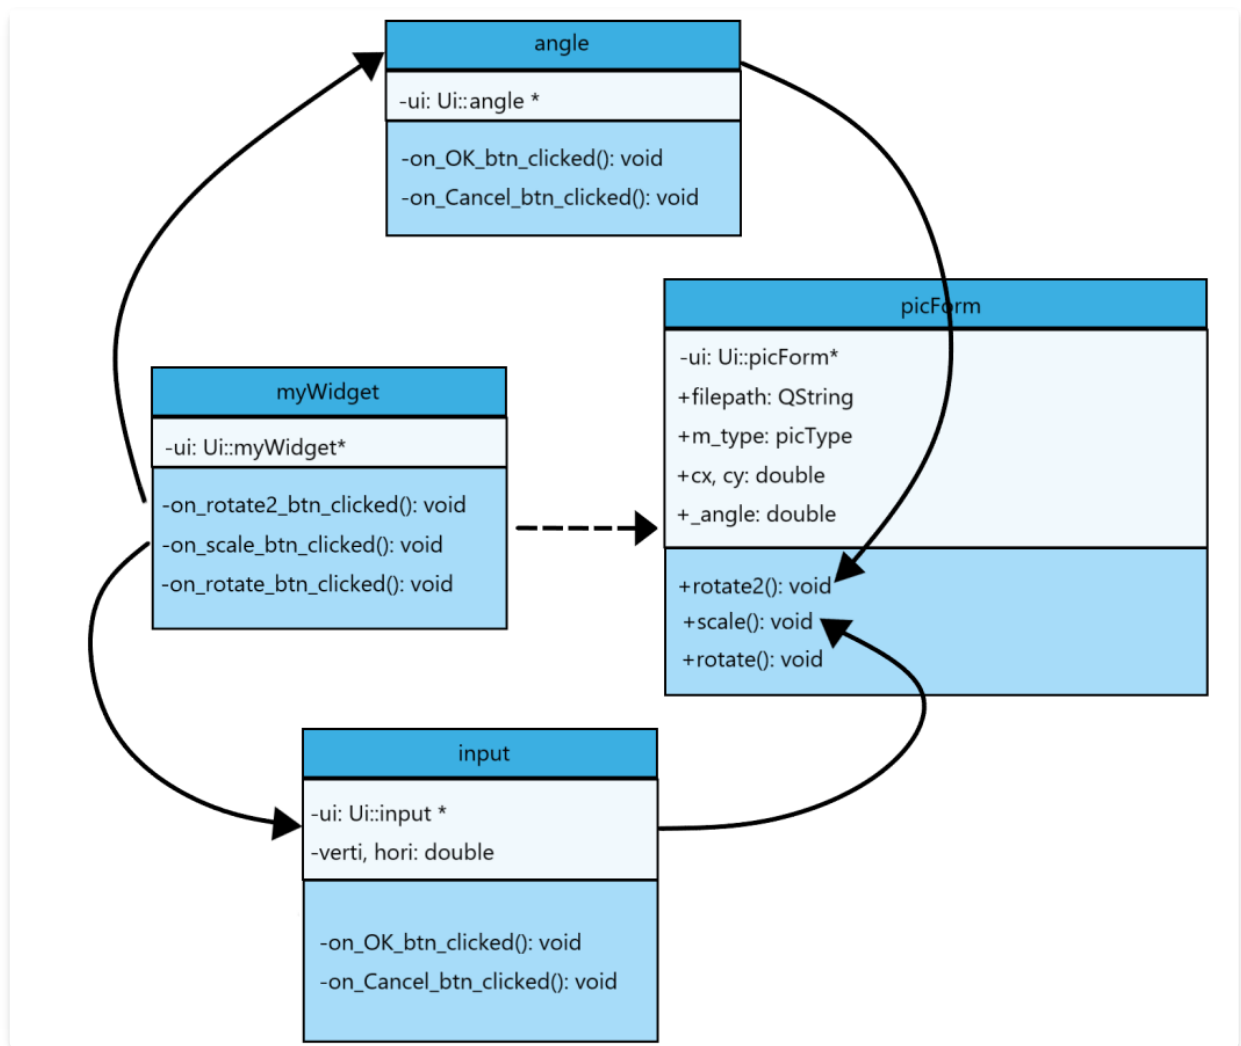 angle
-ui: Ui::angle *
-on_OK_btn_clicked(): void
-on_Cancel_btn_clicked(): void
picForm
-ui: Ui::picForm*
+filepath: QString
+m_type: picType
+cx, cy: double
+_angle: double
+rotate2(): void
+scale(): void
+rotate(): void
myWidget
-ui: Ui::myWidget*
-on_rotate2_btn_clicked(): void
-on_scale_btn_clicked(): void
-on_rotate_btn_clicked(): void
input
-ui: Ui::input *
-verti, hori: double
-on_OK_btn_clicked(): void
-on_Cancel_btn_clicked(): void